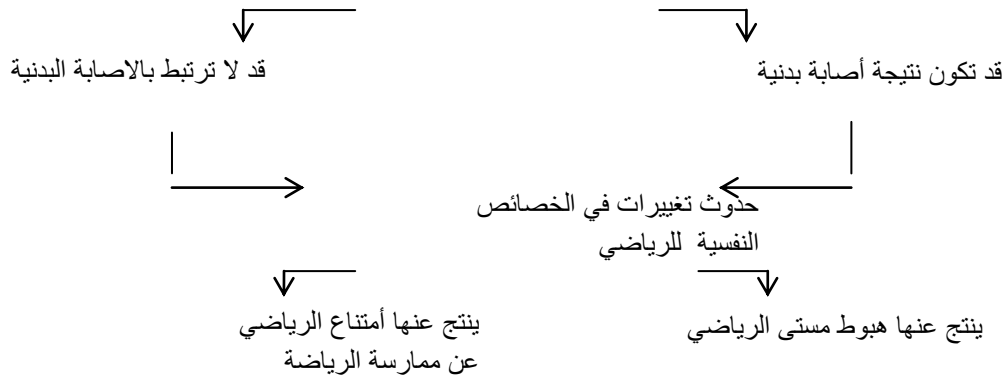 قد تكون نتيجة أصابة بدنية
قد لا ترتبط بالاصابة البدنية
حدوث تغييرات في الخصائص
النفسية للرياضي
ينتج عنها هبوط مستى الرياضي
ينتج عنها أمتناع الرياضي
عن ممارسة الرياضة